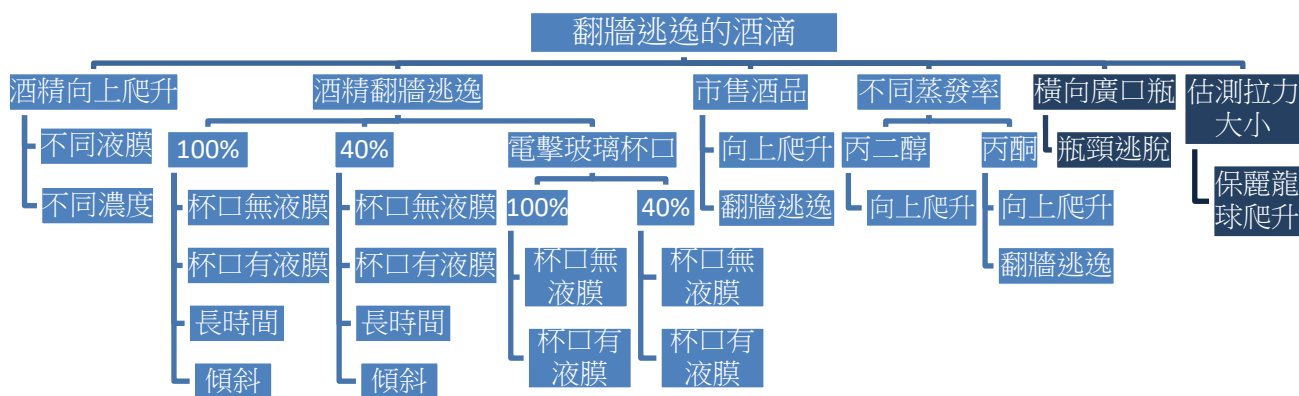 翻牆逃逸的酒滴
酒精向上爬升
不同液膜
不同濃度
酒精翻牆逃逸
100%
杯口無液膜
杯口有液膜
長時間
傾斜
40%
杯口無液膜
杯口有液膜
長時間
傾斜
電擊玻璃杯口
100%
杯口無
液膜
杯口有
液膜
40%
杯口無
液膜
杯口有
液膜
市售酒品
向上爬升
翻牆逃逸
不同蒸發率
丙二醇
向上爬升
丙酮
向上爬升
翻牆逃逸
橫向廣口瓶
瓶頸逃脫
估測拉力
大小
保麗龍
球爬升